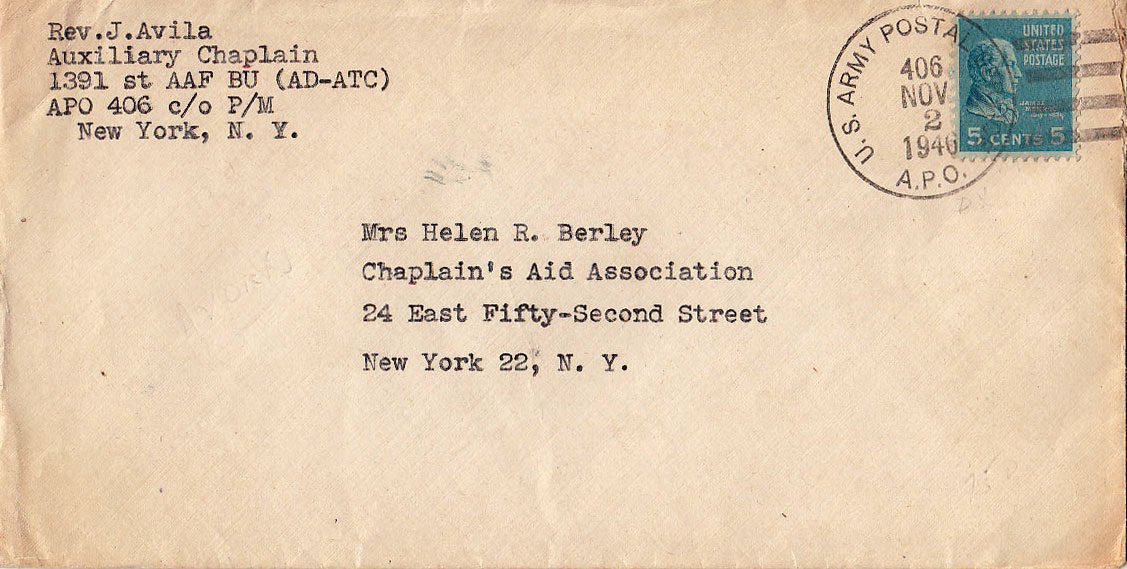 Rev.J.Avila
Auxiliary Chaplain
1391 st AAF BU (AD-ATC)
APO 406 c/o P/M
New York, N. Y.
U.S. ARMY POSTAL
406
NOV
2
1946
A.P.O.
UNITED
STATES
POSTAGE
JAMES
MONROE
5 CENTS 5
Mrs Helen R. Berley
Chaplain's Aid Association
24 East Fifty-Second Street
New York 22, N. Y.